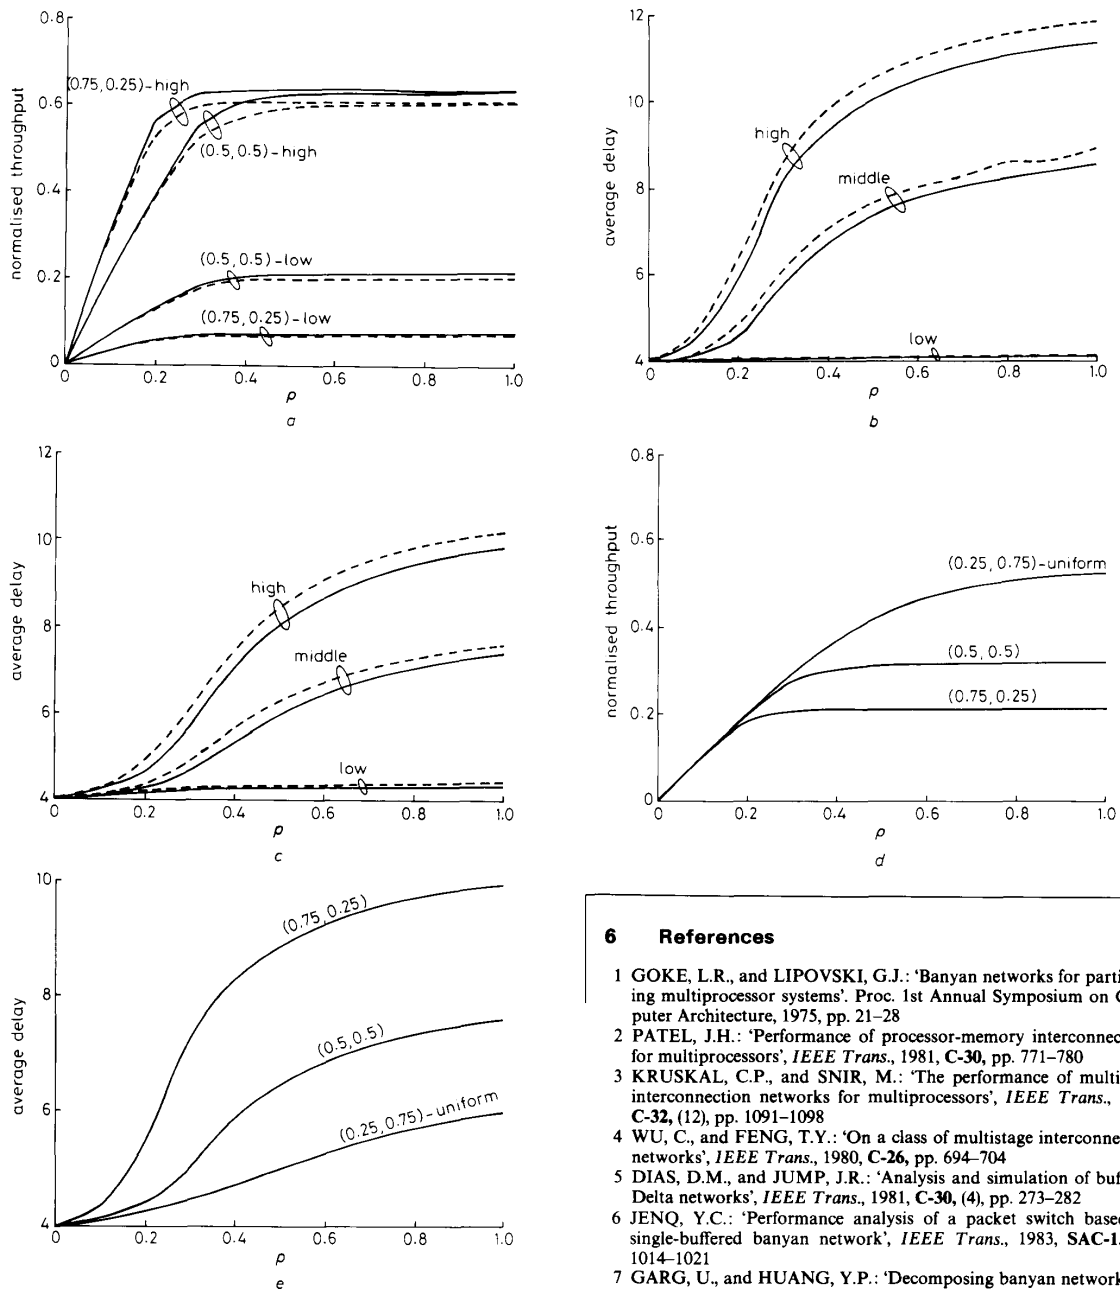 0.8
0.6
0.4
0.2
0
normalised throughput
(0.75, 0.25)-high
(0.5, 0.5)-high
(0.5, 0.5)-low
(0.75, 0.25)-low
0 0.2 0.4 0.6 0.8 1.0
ρ
a
12
10
8
6
4
average delay
high
middle
low
0 0.2 0.4 0.6 0.8 1.0
ρ
b
12
10
8
6
4
average delay
high
middle
low
0 0.2 0.4 0.6 0.8 1.0
ρ
c
0.8
0.6
0.4
0.2
0
normalised throughput
(0.25, 0.75)-uniform
(0.5, 0.5)
(0.75, 0.25)
0 0.2 0.4 0.6 0.8 1.0
ρ
d
10
8
6
4
average delay
(0.75, 0.25)
(0.5, 0.5)
(0.25, 0.75)-uniform
0 0.2 0.4 0.6 0.8 1.0
ρ
e
6 References
1 GOKE, L.R., and LIPOVSKI, G.J.: 'Banyan networks for parti
ing multiprocessor systems'. Proc. 1st Annual Symposium on C
puter Architecture, 1975, pp. 21–28
2 PATEL, J.H.: 'Performance of processor-memory interconnec
for multiprocessors', IEEE Trans., 1981, C-30, pp. 771–780
3 KRUSKAL, C.P., and SNIR, M.: 'The performance of multi
interconnection networks for multiprocessors', IEEE Trans.,
C-32, (12), pp. 1091–1098
4 WU, C., and FENG, T.Y.: 'On a class of multistage interconne
networks', IEEE Trans., 1980, C-26, pp. 694–704
5 DIAS, D.M., and JUMP, J.R.: 'Analysis and simulation of buf
Delta networks', IEEE Trans., 1981, C-30, (4), pp. 273–282
6 JENQ, Y.C.: 'Performance analysis of a packet switch base
single-buffered banyan network', IEEE Trans., 1983, SAC-1
1014–1021
7 GARG, U., and HUANG, Y.P.: 'Decomposing banyan network